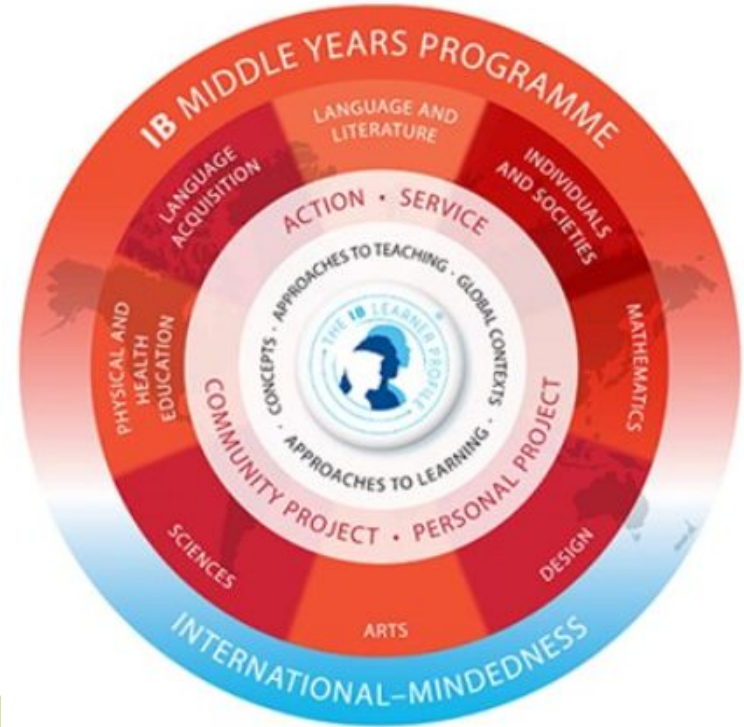 IB MIDDLE YEARS PROGRAMME
LANGUAGE AND
LITERATURE
INDIVIDUALS
AND SOCIETIES
MATHEMATICS
DESIGN
ARTS
SCIENCES
PHYSICAL AND
HEALTH
EDUCATION
LANGUAGE
ACQUISITION
ACTION · SERVICE
COMMUNITY PROJECT · PERSONAL PROJECT
APPROACHES TO TEACHING · GLOBAL CONTEXTS ·
APPROACHES TO LEARNING · CONCEPTS ·
THE IB LEARNER PROFILE
INTERNATIONAL–MINDEDNESS